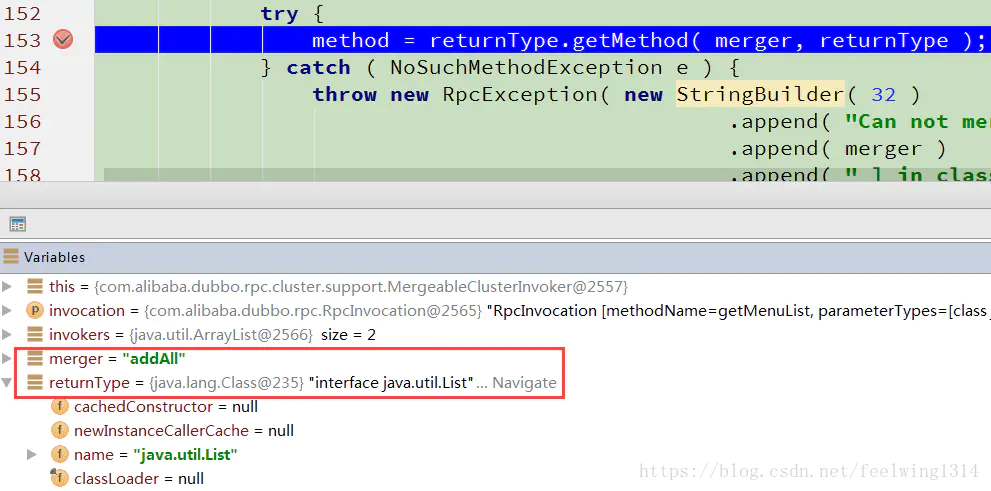 152 try {
153 method = returnType.getMethod( merger, returnType );
154 } catch ( NoSuchMethodException e ) {
155 throw new RpcException( new StringBuilder( 32 )
156 .append( "Can not mer
157 .append( merger )
158 .append( " ] in clas
Variables
this = {com.alibaba.dubbo.rpc.cluster.support.MergeableClusterInvoker@2557}
P invocation = {com.alibaba.dubbo.rpc.RpcInvocation@2565} "RpcInvocation [methodName=getMenuList, parameterTypes=[class
invokers = {java.util.ArrayList@2566} size = 2
merger = "addAll"
returnType = {java.lang.Class@235} "interface java.util.List"... Navigate
f cachedConstructor = null
f newInstanceCallerCache = null
f name = "java.util.List"
f classLoader = null
https://blog.csdn.net/feelwing1314